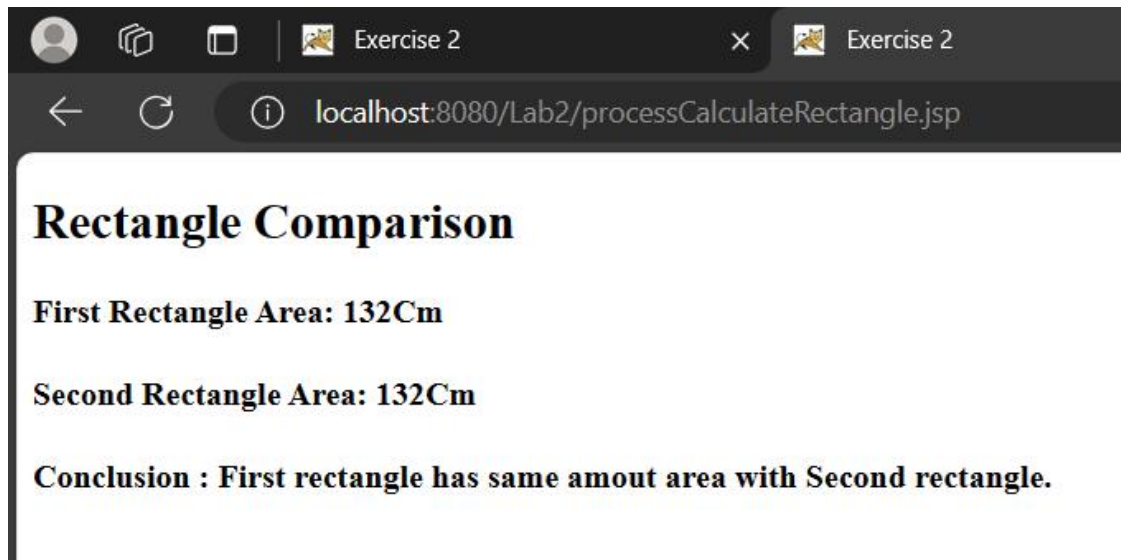 Exercise 2
Exercise 2
localhost:8080/Lab2/processCalculateRectangle.jsp
Rectangle Comparison
First Rectangle Area: 132Cm
Second Rectangle Area: 132Cm
Conclusion : First rectangle has same amout area with Second rectangle.